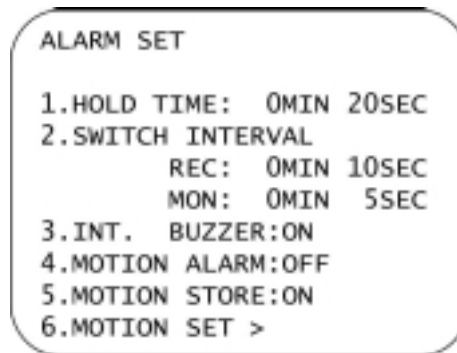 ALARM SET
1.HOLD TIME: 0MIN 20SEC
2.SWITCH INTERVAL
REC: 0MIN 10SEC
MON: 0MIN 5SEC
3.INT. BUZZER:ON
4.MOTION ALARM:OFF
5.MOTION STORE:ON
6.MOTION SET >